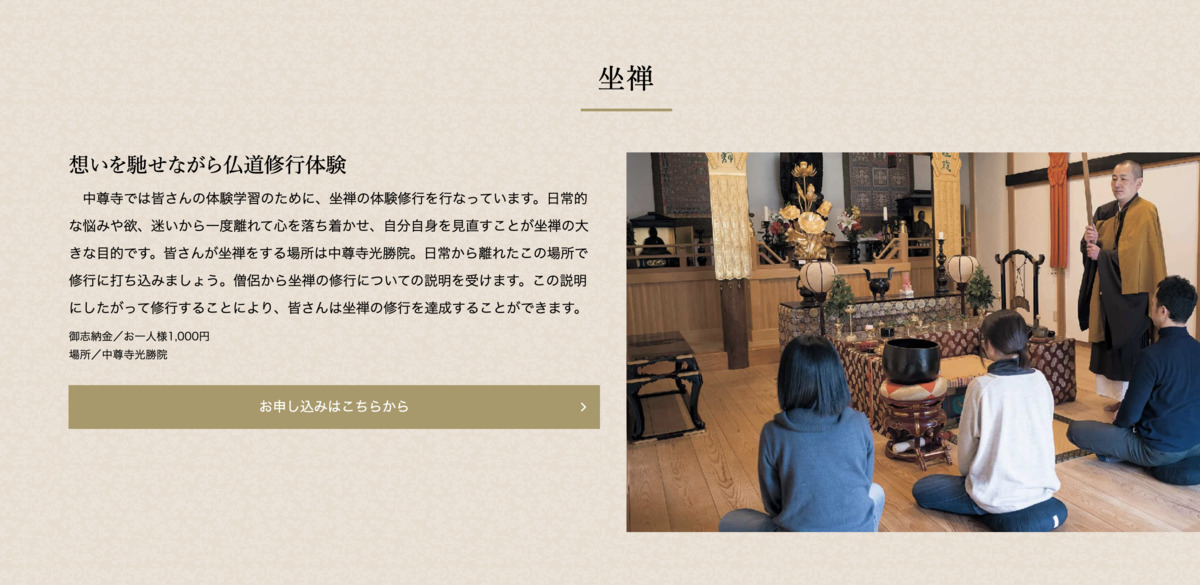 坐禅
想いを馳せながら仏道修行体験
中尊寺では皆さんの体験学習のために、坐禅の体験修行を行なっています。日常的
な悩みや欲、迷いから一度離れて心を落ち着かせ、自分自身を見直すことが坐禅の大
きな目的です。皆さんが坐禅をする場所は中尊寺光勝院。日常から離れたこの場所で
修行に打ち込みましょう。僧侶から坐禅の修行についての説明を受けます。この説明
にしたがって修行することにより、皆さんは坐禅の修行を達成することができます。
御志納金／お一人様1,000円
場所／中尊寺光勝院
お申し込みはこちらから